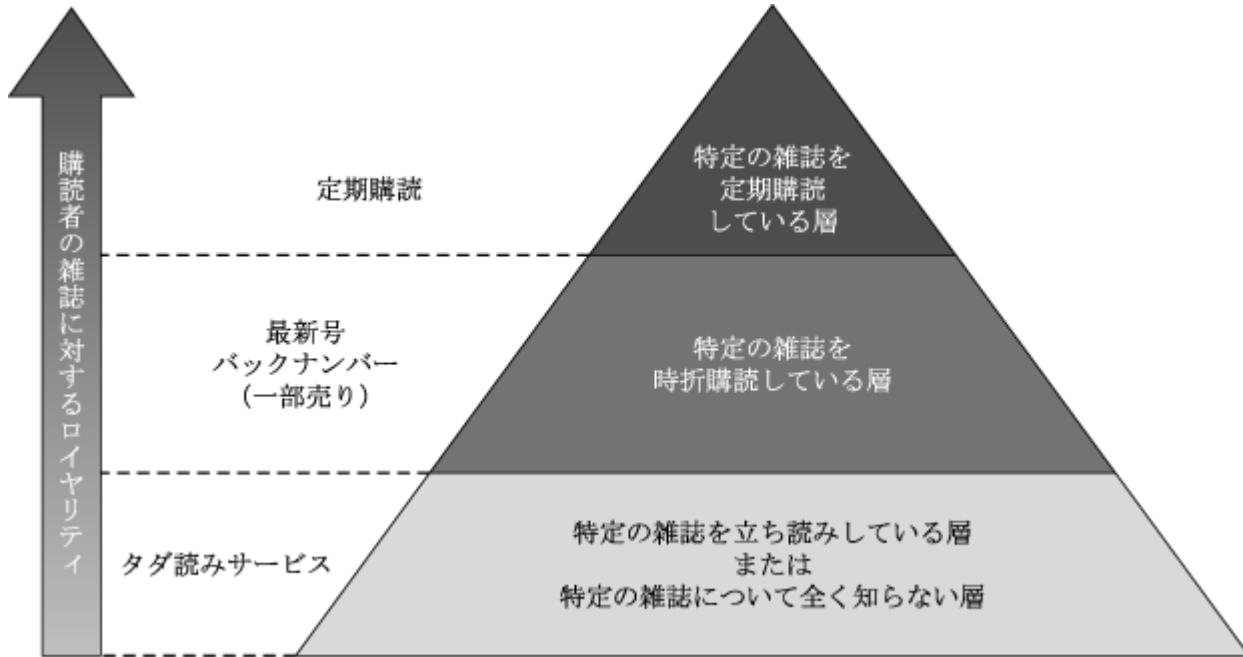 購読者の雑誌に対するロイヤリティ
定期購読
特定の雑誌を
定期購読
している層
最新号
バックナンバー
（一部売り）
特定の雑誌を
時折購読している層
タダ読みサービス
特定の雑誌を立ち読みしている層
または
特定の雑誌について全く知らない層